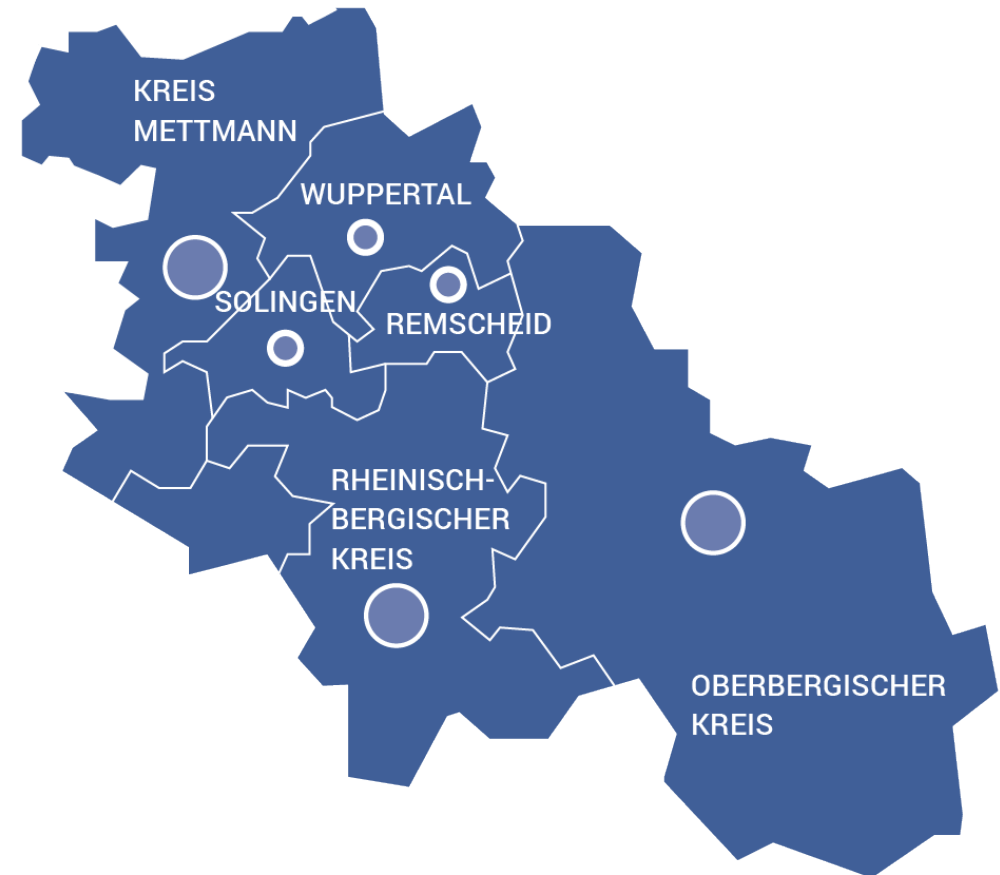 KREIS
METTMANN
WUPPERTAL
SOLINGEN
REMSCHEID
RHEINISCH-
BERGISCHER
KREIS
OBERBERGISCHER
KREIS